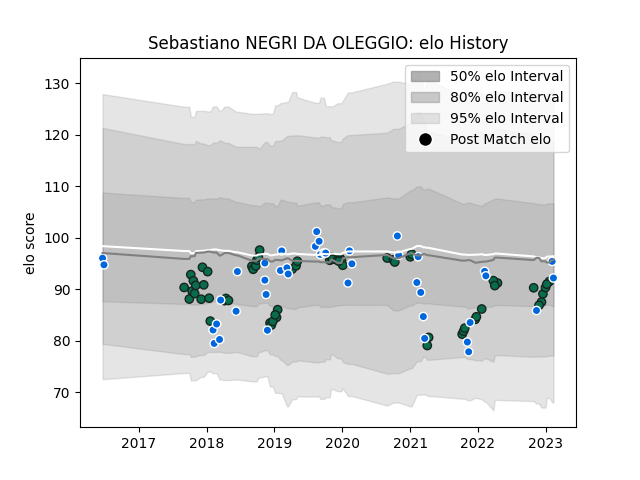 Sebastiano NEGRI DA OLEGGIO: elo History
50% elo Interval
80% elo Interval
95% elo Interval
Post Match elo
elo score
130
120
110
100
90
80
70
2017 2018 2019 2020 2021 2022 2023